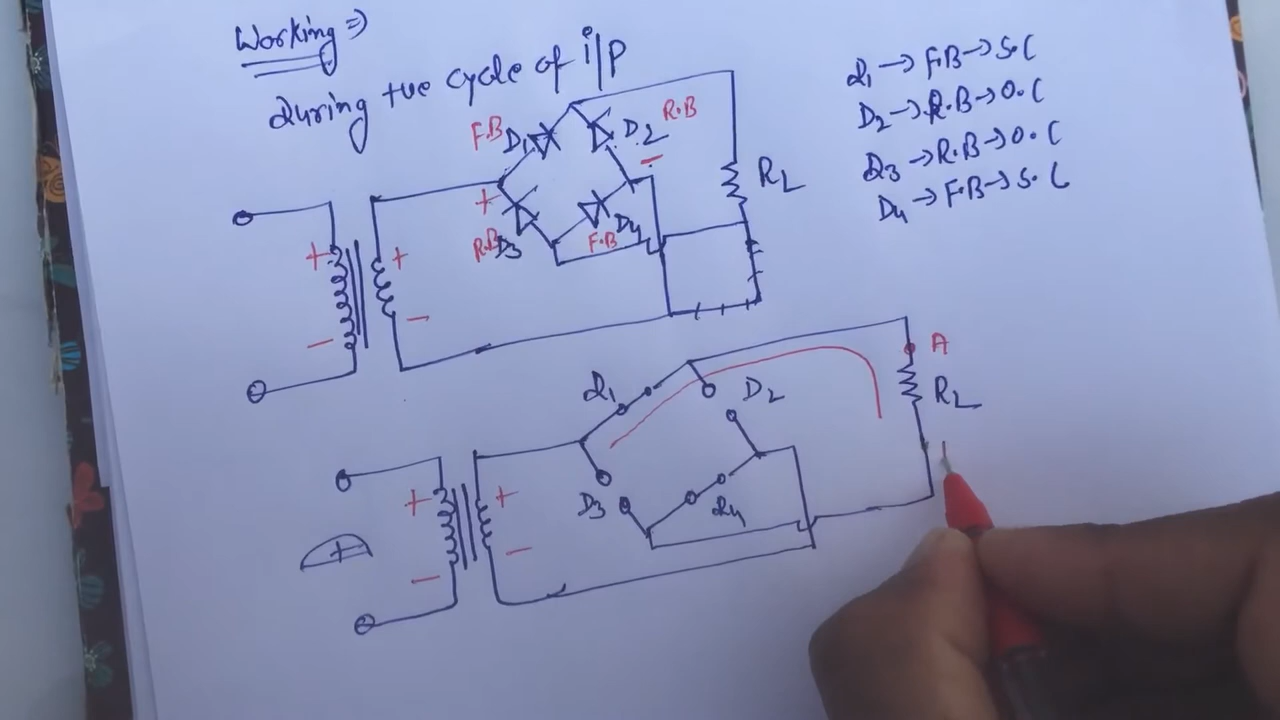 Working ⇒
during +ve cycle of i/p
F.B D1 D2 R.B
D1 → F.B → S.C
D2 → R.B → O.C
D3 → R.B → O.C
D4 → F.B → S.C
+ −
RL
R.B D3 F.B D4
+ +
− −
A
D1 D2 RL
D3 D4
+ +
+
− −